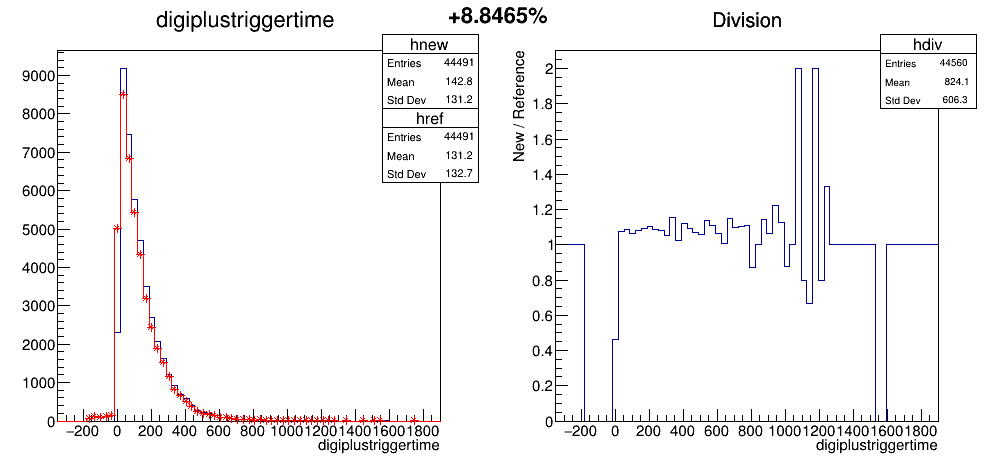 digiplustriggertime
+8.8465%
Division
hnew
Entries 44491
Mean 142.8
Std Dev 131.2
href
Entries 44491
Mean 131.2
Std Dev 132.7
9000
8000
7000
6000
5000
4000
3000
2000
1000
0
−200 0 200 400 600 800 1000 1200 1400 1600 1800
digiplustriggertime
hdiv
Entries 44560
Mean 824.1
Std Dev 606.3
New / Reference
2
1.8
1.6
1.4
1.2
1
0.8
0.6
0.4
0.2
0
−200 0 200 400 600 800 1000 1200 1400 1600 1800
digiplustriggertime